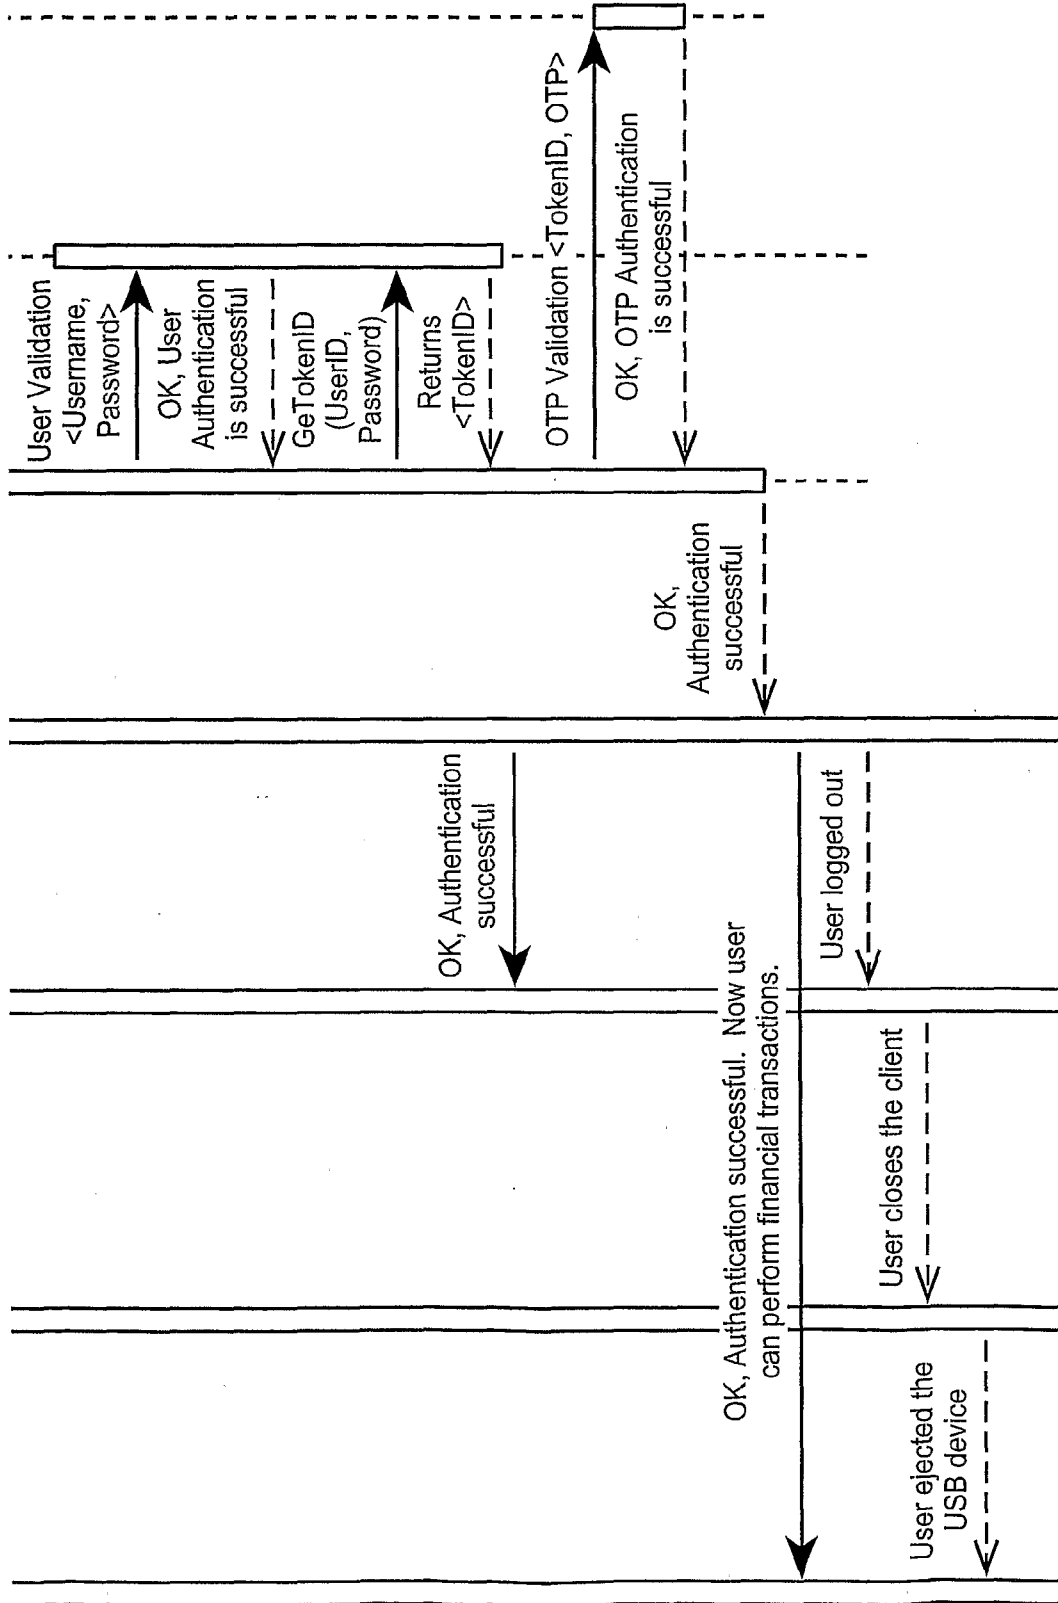 User Validation
<Username,
Password>
OK, User
Authentication
is successful
GeTokenID
(UserID,
Password)
Returns
<TokenID>
OTP Validation <TokenID, OTP>
OK, OTP Authentication
is successful
OK,
Authentication
successful
OK, Authentication
successful
OK, Authentication successful. Now user
can perform financial transactions.
User logged out
User closes the client
User ejected the
USB device